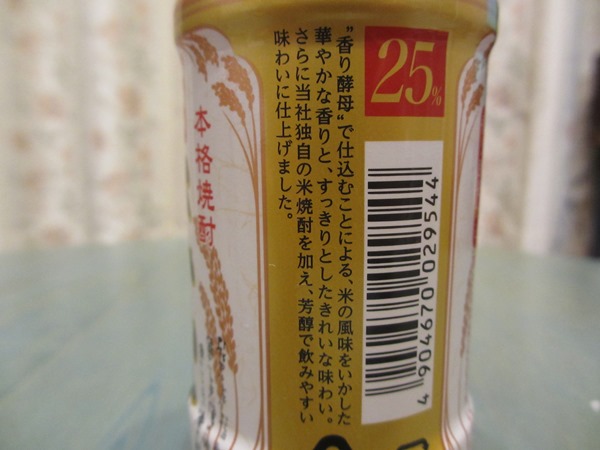 25%
"香り酵母"で仕込むことによる、米の風味をいかした
華やかな香りと、すっきりとしたきれいな味わい。
さらに当社独自の米焼酎を加え、芳醇で飲みやすい
味わいに仕上げました。
本格焼酎
4 904670 029544